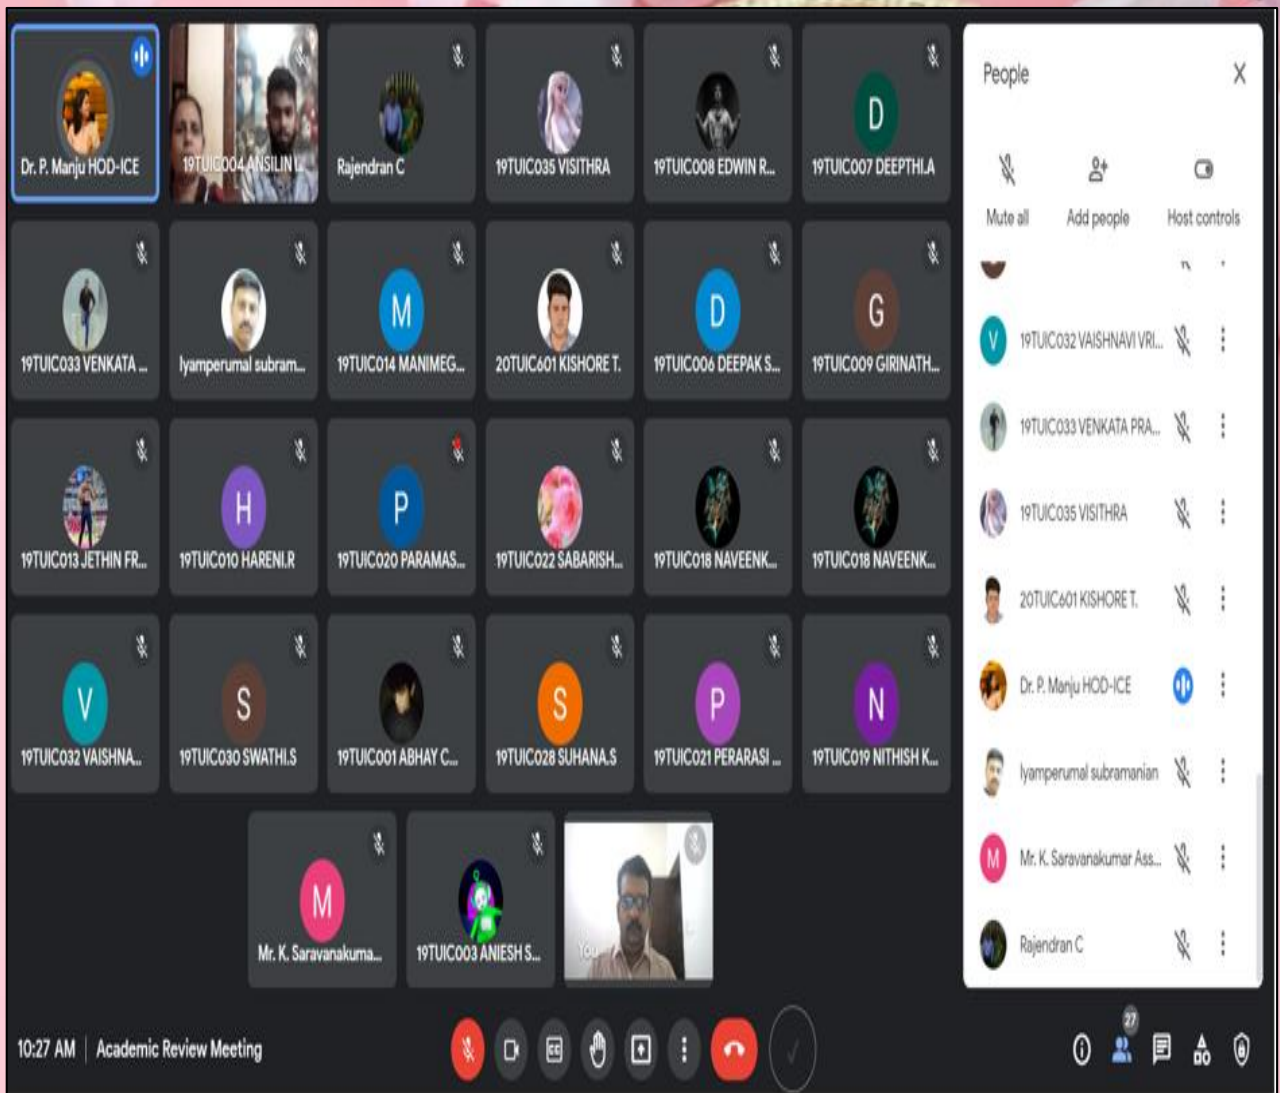 Dr. P. Manju HOD-ICE
19TUIC004 ANSILIN I...
Rajendran C
19TUIC035 VISITHRA
19TUIC008 EDWIN R...
D
19TUIC007 DEEPTHI.A
19TUIC033 VENKATA ...
Iyamperumal subram...
M
19TUIC014 MANIMEG...
20TUIC601 KISHORE T.
D
19TUIC006 DEEPAK S...
G
19TUIC009 GIRINATH...
19TUIC013 JETHIN FR...
H
19TUIC010 HARENI.R
P
19TUIC020 PARAMAS...
19TUIC022 SABARISH...
19TUIC018 NAVEENK...
19TUIC018 NAVEENK...
V
19TUIC032 VAISHNA...
S
19TUIC030 SWATHI.S
19TUIC001 ABHAY C...
S
19TUIC028 SUHANA.S
P
19TUIC021 PERARASI ...
N
19TUIC019 NITHISH K...
M
Mr. K. Saravanakuma...
19TUIC003 ANIESH S...
You
People
Mute all
Add people
Host controls
V
19TUIC032 VAISHNAVI VRI...
19TUIC033 VENKATA PRA...
19TUIC035 VISITHRA
20TUIC601 KISHORE T.
Dr. P. Manju HOD-ICE
Iyamperumal subramanian
M
Mr. K. Saravanakumar Ass...
Rajendran C
10:27 AM | Academic Review Meeting
CC
27